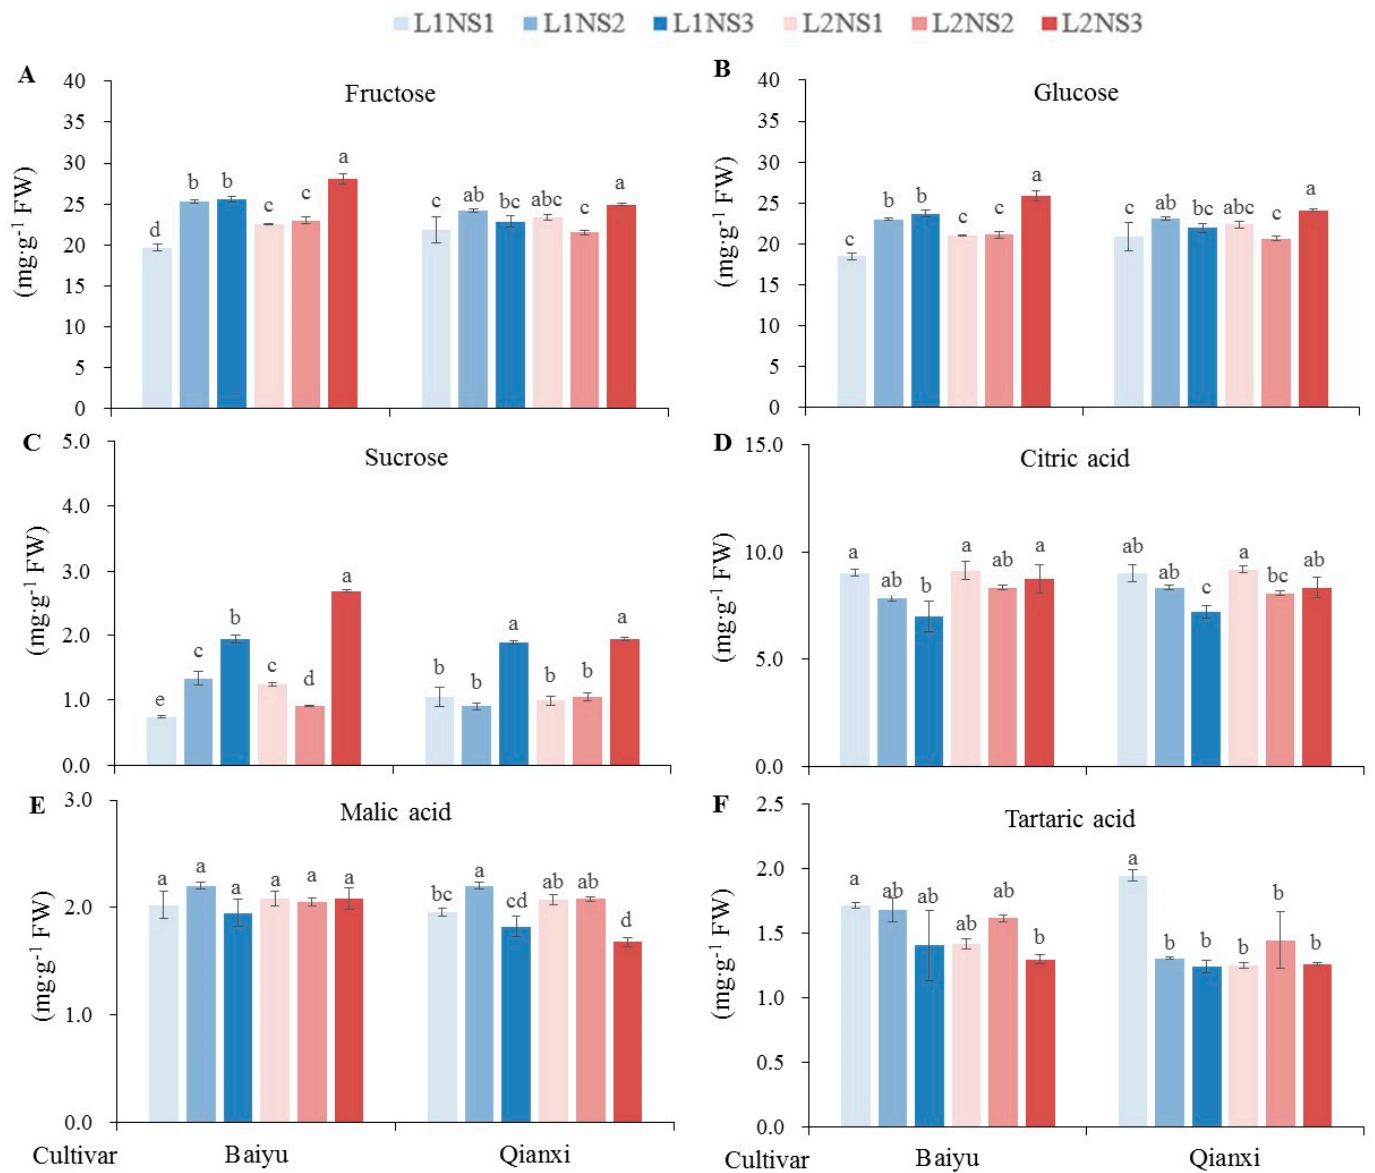 L1NS1 L1NS2 L1NS3 L2NS1 L2NS2 L2NS3
A
Fructose
(mg·g⁻¹ FW)
40
35
30
25
20
15
10
5
0
d b b c c a
c ab bc abc c a
B
Glucose
(mg·g⁻¹ FW)
40
35
30
25
20
15
10
5
0
c b b c c a
c ab bc abc c a
C
Sucrose
(mg·g⁻¹ FW)
5.0
4.0
3.0
2.0
1.0
0.0
e c b c d a
b b a b b a
D
Citric acid
(mg·g⁻¹ FW)
15.0
10.0
5.0
0.0
a ab b a ab a
ab ab c a bc ab
E
Malic acid
(mg·g⁻¹ FW)
3.0
2.0
1.0
0.0
a a a a a a
bc a cd ab ab d
Cultivar Baiyu Qianxi
F
Tartaric acid
(mg·g⁻¹ FW)
2.5
2.0
1.5
1.0
0.5
0.0
a ab ab ab ab b
a b b b b b
Cultivar Baiyu Qianxi